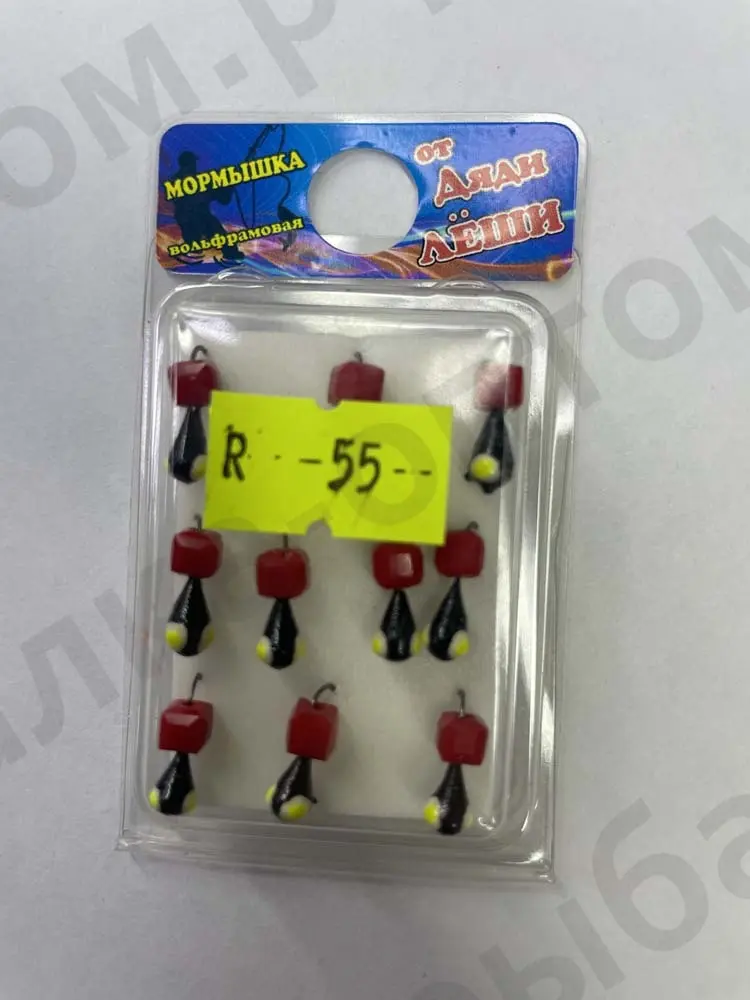 МОРМЫШКА
вольфрамовая
от
Дяди
ЛЁШИ
R --55--